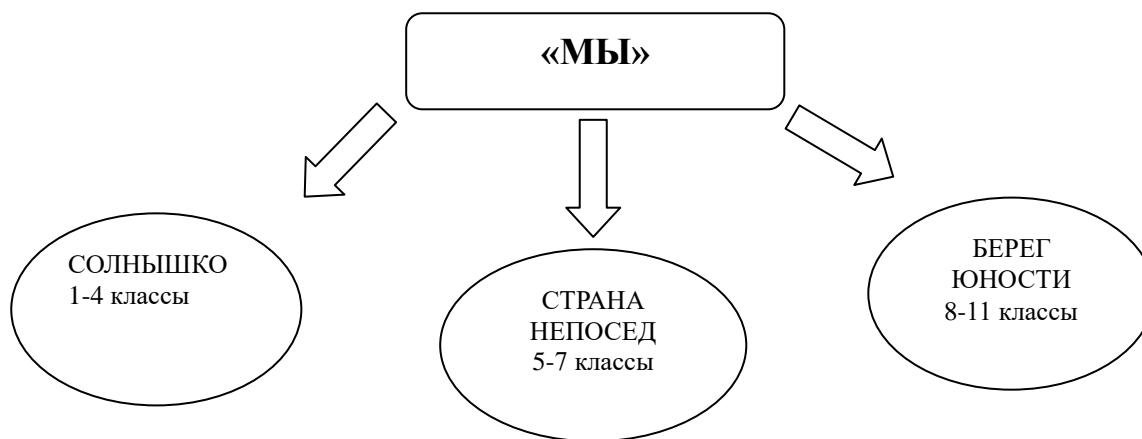 «МЫ»
СОЛНЫШКО
1-4 классы
СТРАНА
НЕПОСЕД
5-7 классы
БЕРЕГ
ЮНОСТИ
8-11 классы